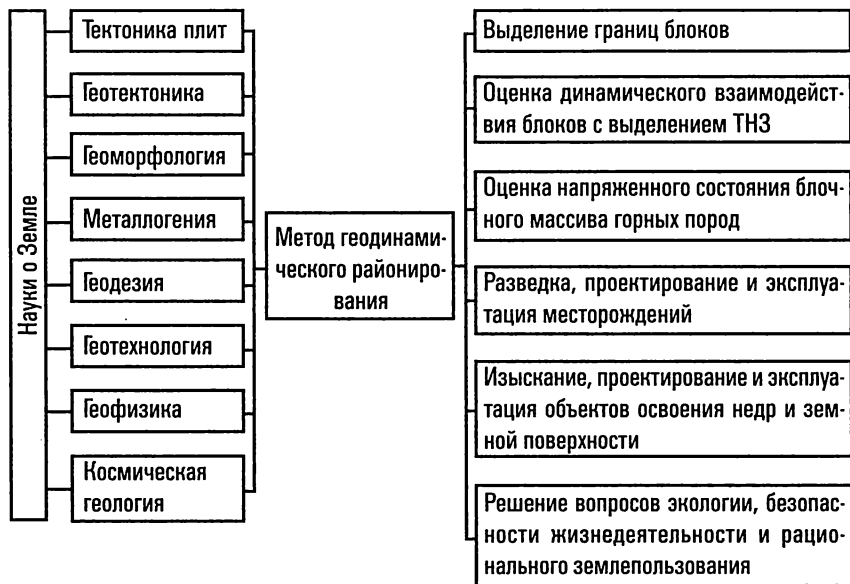 Науки о Земле
Тектоника плит
Геотектоника
Геоморфология
Металлогения
Геодезия
Геотехнология
Геофизика
Космическая
геология
Метод геодинами-
ческого райониро-
вания
Выделение границ блоков
Оценка динамического взаимодейст-
вия блоков с выделением ТНЗ
Оценка напряженного состояния блоч-
ного массива горных пород
Разведка, проектирование и эксплуа-
тация месторождений
Изыскание, проектирование и эксплуа-
тация объектов освоения недр и зем-
ной поверхности
Решение вопросов экологии, безопас-
ности жизнедеятельности и рацио-
нального землепользования